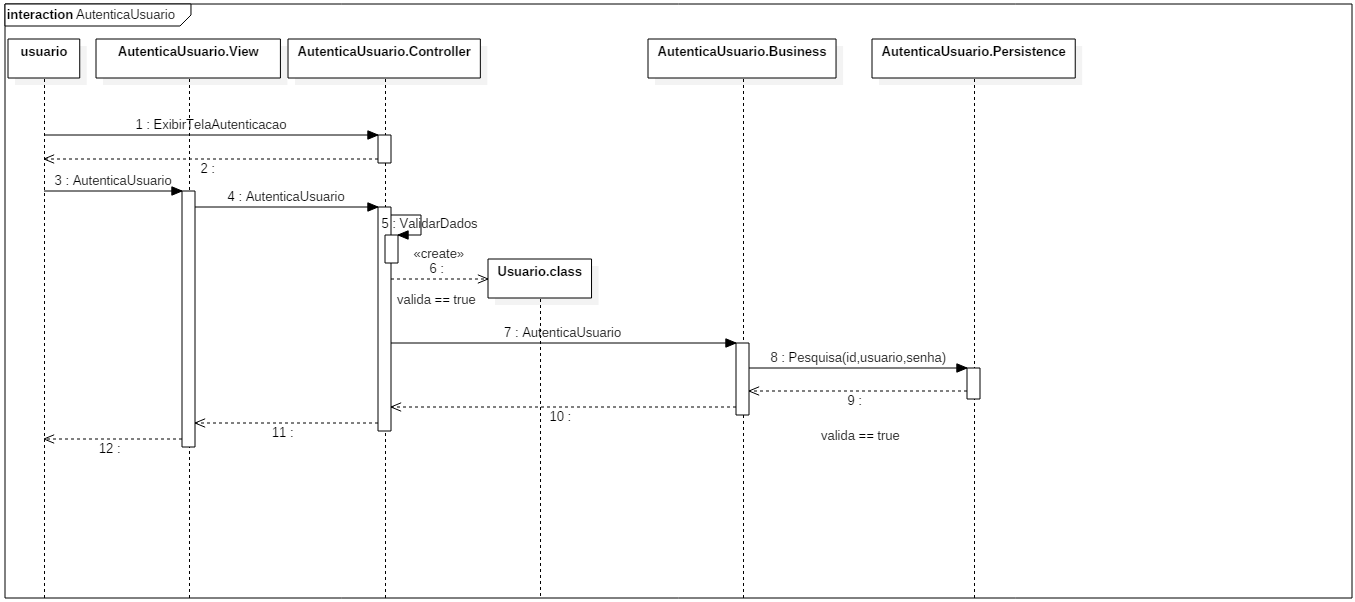 interaction AutenticaUsuario
usuario
AutenticaUsuario.View
AutenticaUsuario.Controller
AutenticaUsuario.Business
AutenticaUsuario.Persistence
1 : ExibirTelaAutenticacao
2 :
3 : AutenticaUsuario
4 : AutenticaUsuario
5 : ValidarDados
«create»
6 :
Usuario.class
valida == true
7 : AutenticaUsuario
8 : Pesquisa(id,usuario,senha)
9 :
10 :
11 :
valida == true
12 :